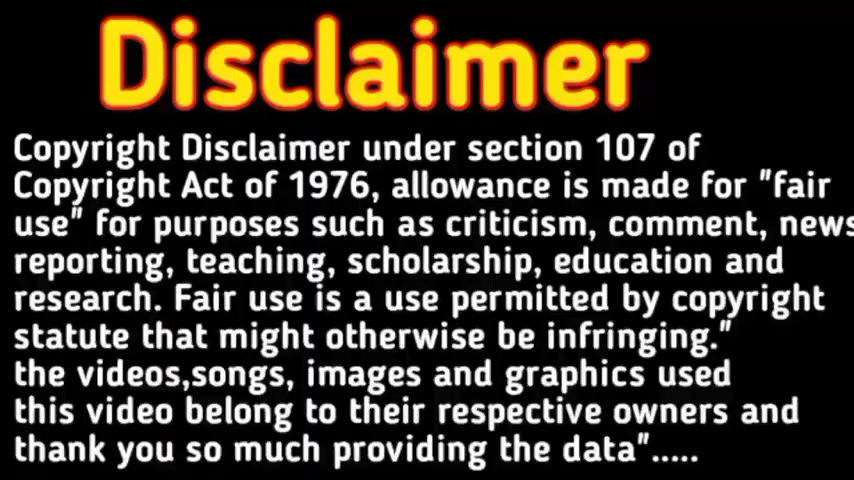 Disclaimer
Copyright Disclaimer under section 107 of
Copyright Act of 1976, allowance is made for "fair
use" for purposes such as criticism, comment, news
reporting, teaching, scholarship, education and
research. Fair use is a use permitted by copyright
statute that might otherwise be infringing."
the videos,songs, images and graphics used
this video belong to their respective owners and
thank you so much providing the data".....